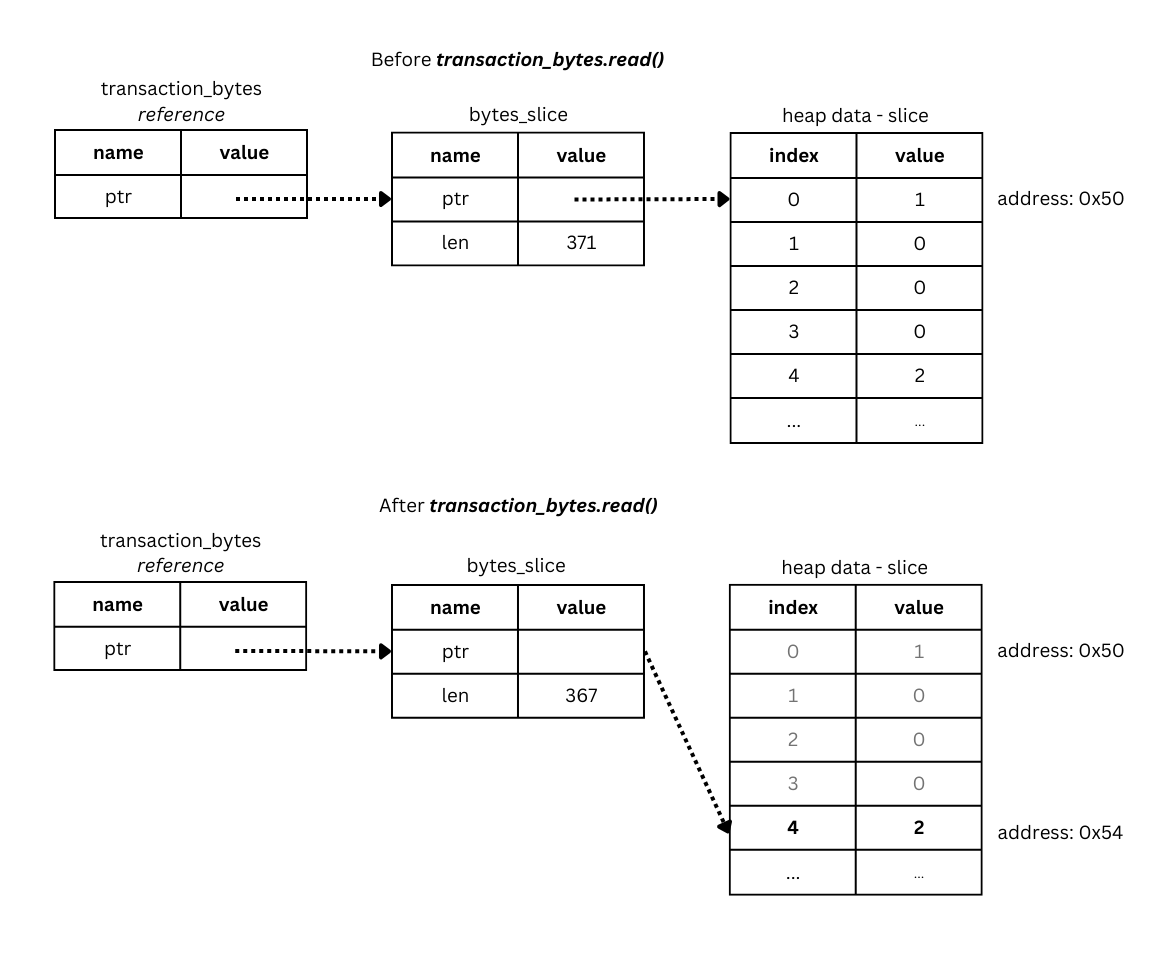 Before transaction_bytes.read()
transaction_bytes
reference
name value
ptr
bytes_slice
name value
ptr
len 371
heap data - slice
index value
0 1
1 0
2 0
3 0
4 2
... ...
address: 0x50
After transaction_bytes.read()
transaction_bytes
reference
name value
ptr
bytes_slice
name value
ptr
len 367
heap data - slice
index value
0 1
1 0
2 0
3 0
4 2
... ...
address: 0x50
address: 0x54